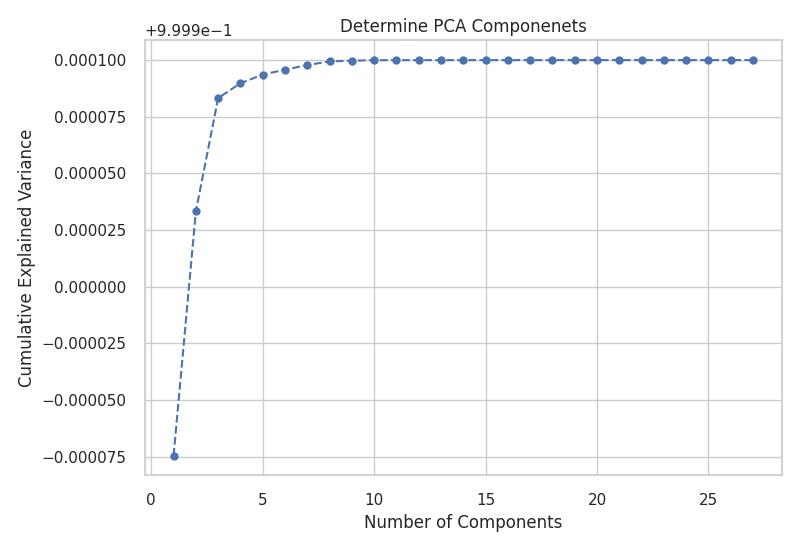 Determine PCA Componenets
+9.999e−1
0.000100
0.000075
0.000050
0.000025
0.000000
−0.000025
−0.000050
−0.000075
Cumulative Explained Variance
0 5 10 15 20 25
Number of Components